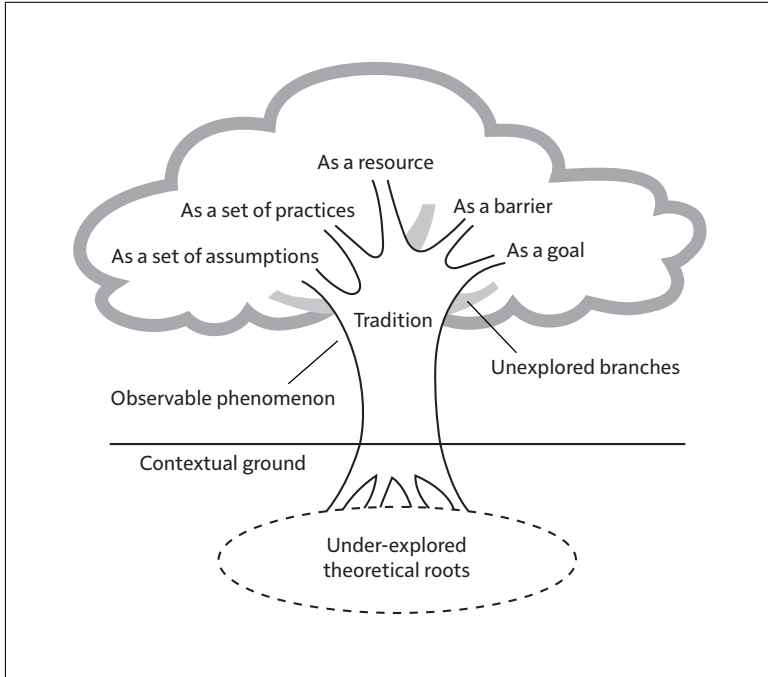 As a resource
As a set of practices
As a barrier
As a set of assumptions
As a goal
Tradition
Unexplored branches
Observable phenomenon
Contextual ground
Under-explored
theoretical roots